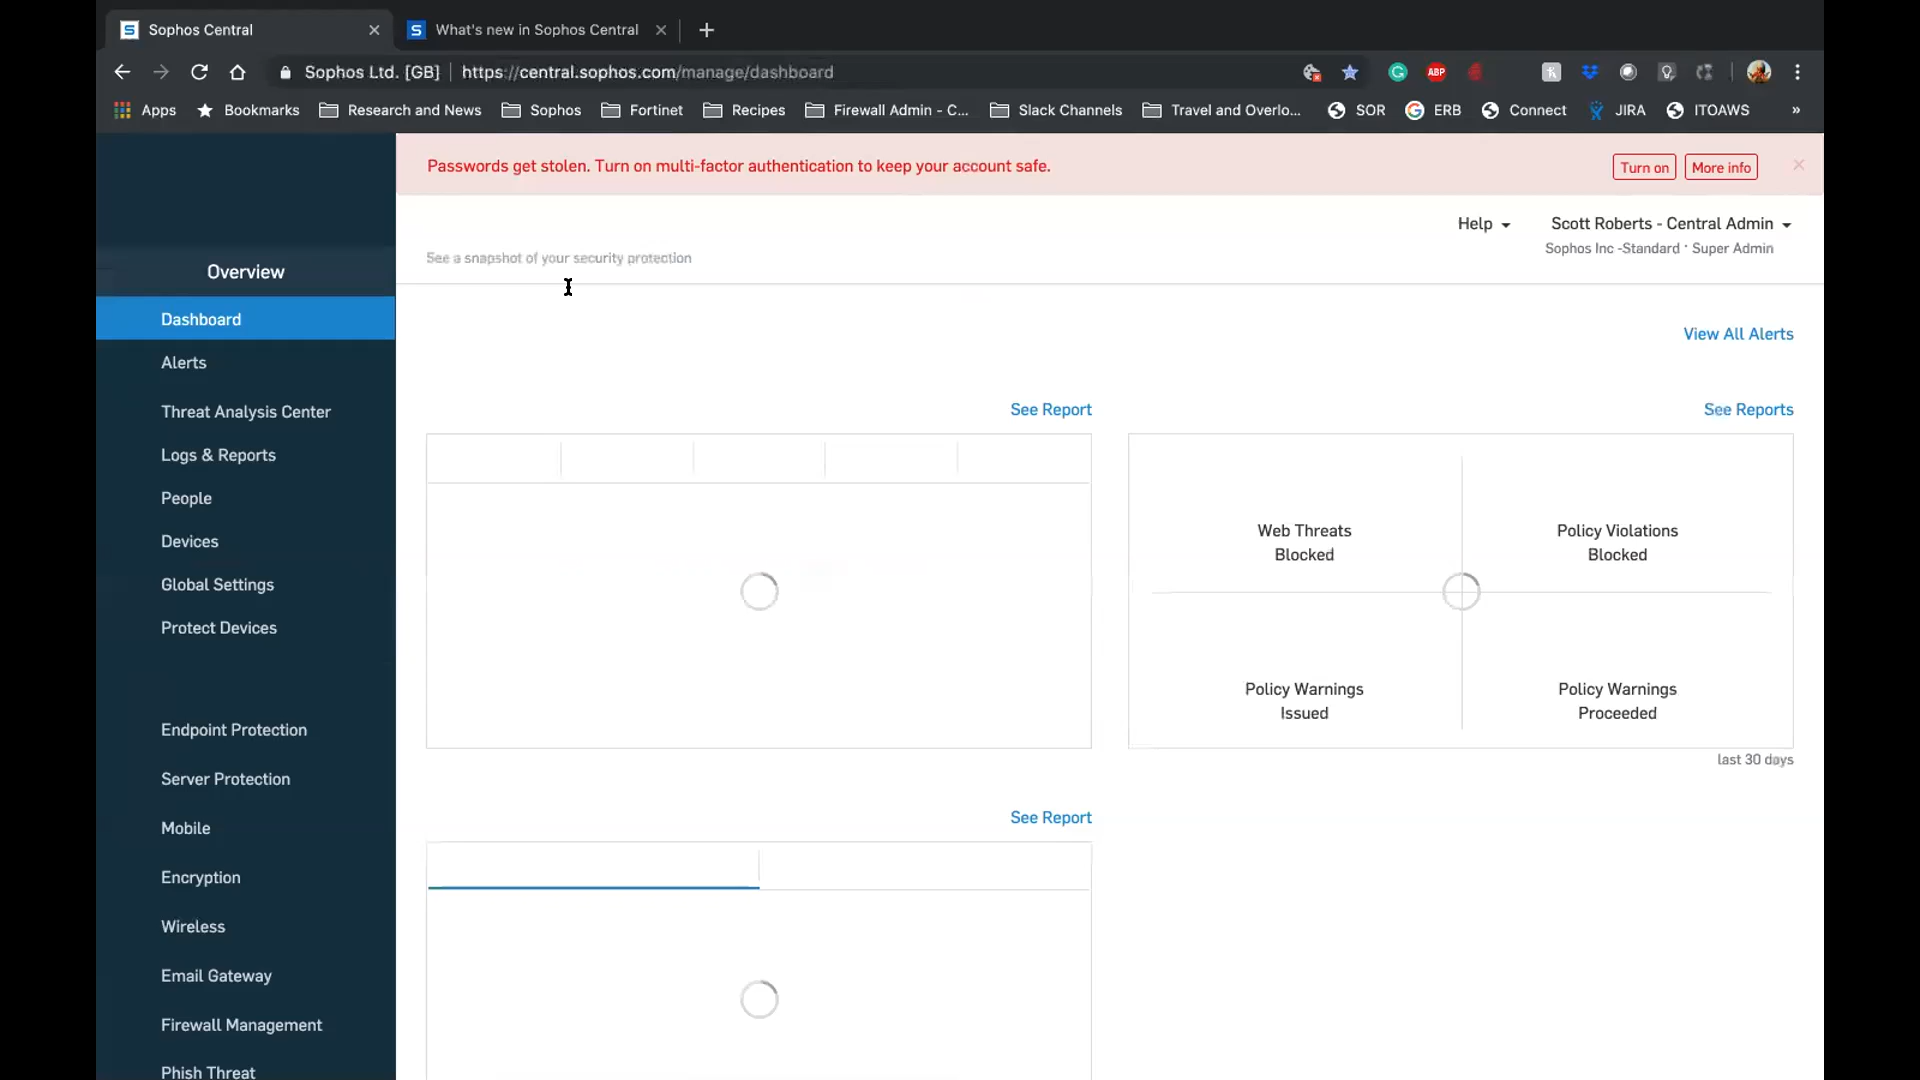 Sophos Central
What's new in Sophos Central
Sophos Ltd. [GB] https://central.sophos.com/manage/dashboard
ABP
Apps Bookmarks Research and News Sophos Fortinet Recipes Firewall Admin - C... Slack Channels Travel and Overlo... SOR ERB Connect JIRA ITOAWS »
Passwords get stolen. Turn on multi-factor authentication to keep your account safe.
Turn on
More info
Help
Scott Roberts - Central Admin
Sophos Inc -Standard · Super Admin
See a snapshot of your security protection
Overview
Dashboard
Alerts
Threat Analysis Center
Logs & Reports
People
Devices
Global Settings
Protect Devices
Endpoint Protection
Server Protection
Mobile
Encryption
Wireless
Email Gateway
Firewall Management
Phish Threat
View All Alerts
See Report
See Reports
Web Threats
Blocked
Policy Violations
Blocked
Policy Warnings
Issued
Policy Warnings
Proceeded
last 30 days
See Report